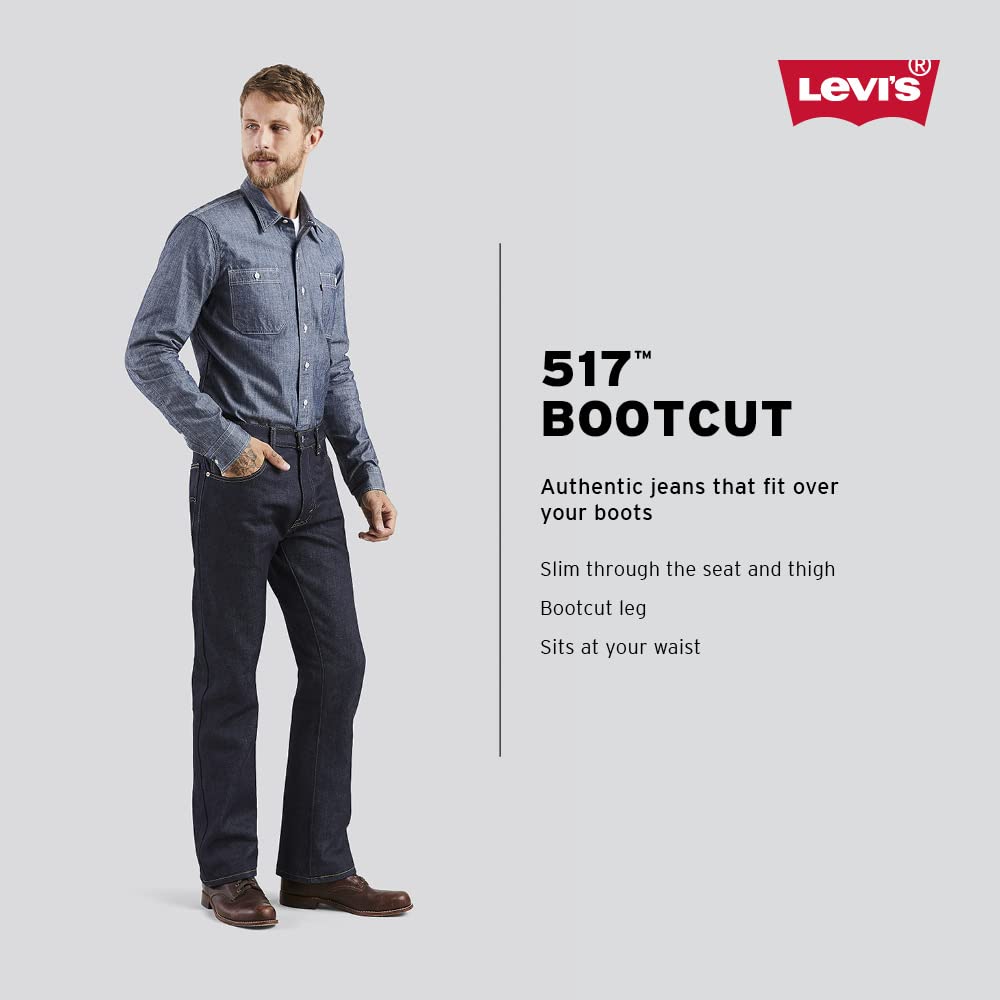 LEVI'S®
517™
BOOTCUT
Authentic jeans that fit over
your boots
Slim through the seat and thigh
Bootcut leg
Sits at your waist